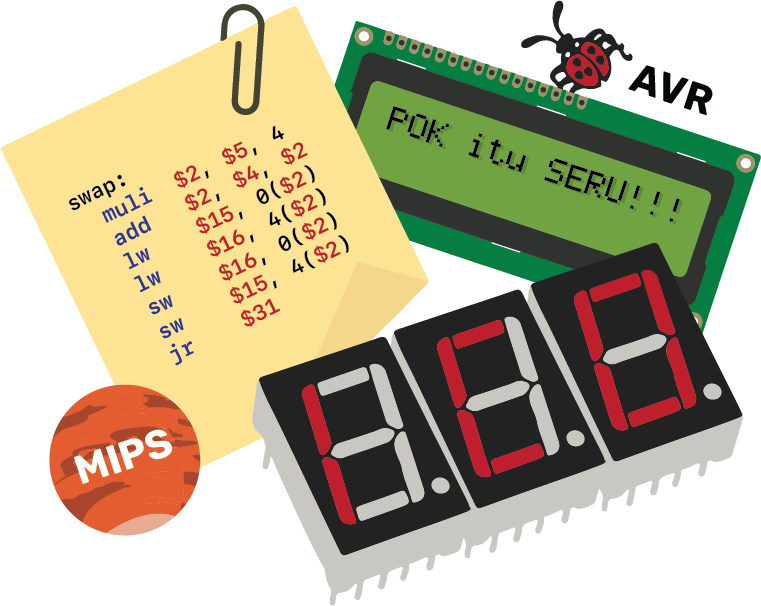 swap:
muli $2, $5, 4
add $2, $4, $2
lw $15, 0($2)
lw $16, 4($2)
sw $16, 0($2)
sw $15, 4($2)
jr $31
AVR
POK itu SERU!!!
MIPS
IC0